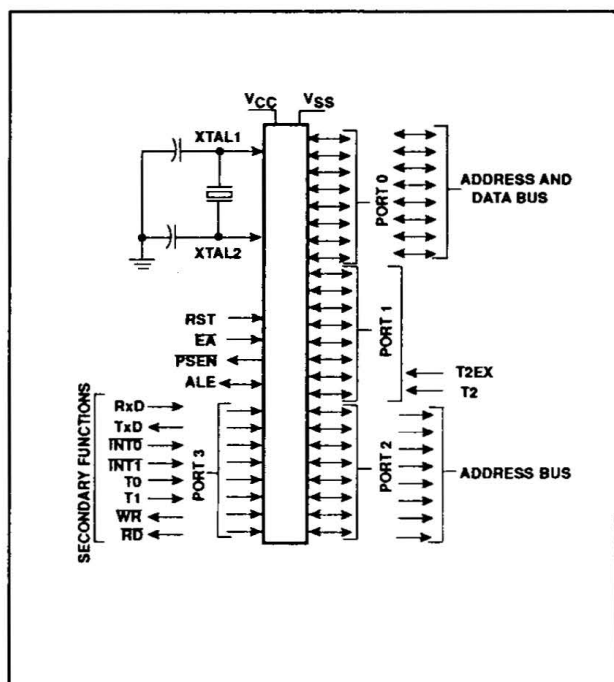 VCC VSS
XTAL1
XTAL2
PORT 0
ADDRESS AND
DATA BUS
PORT 1
T2EX
T2
RST
EA
PSEN
ALE
SECONDARY FUNCTIONS
RxD
TxD
INT0
INT1
T0
T1
WR
RD
PORT 3
PORT 2
ADDRESS BUS